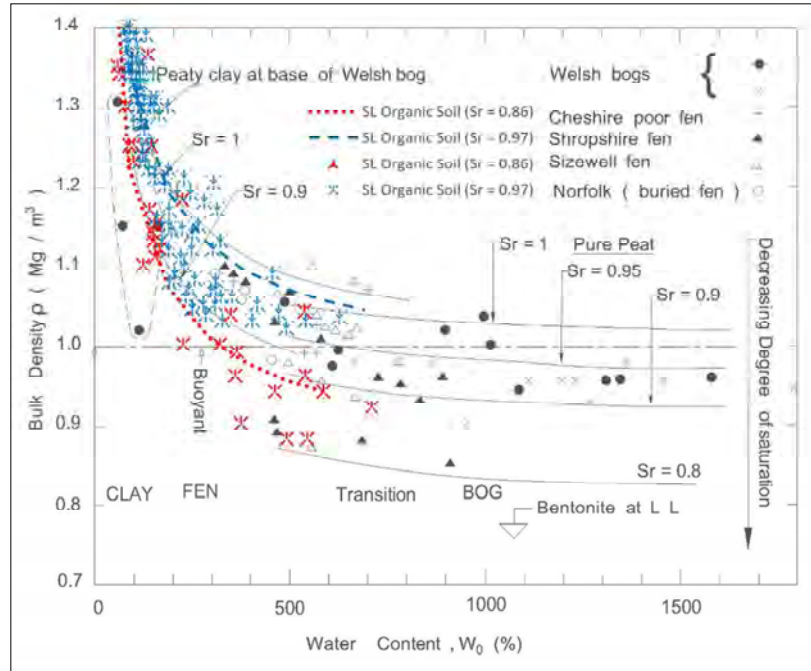 1.4
1.3
1.2
1.1
1.0
0.9
0.8
0.7
Bulk Density ρ ( Mg / m³ )
Peaty clay at base of Welsh bog
Welsh bogs {
SL Organic Soil (Sr = 0.86)
SL Organic Soil (Sr = 0.97)
SL Organic Soil (Sr = 0.86)
SL Organic Soil (Sr = 0.97)
Cheshire poor fen
Shropshire fen
Sizewell fen
Norfolk ( buried fen )
Sr = 1
Sr = 0.9
Sr = 1
Pure Peat
Sr = 0.95
Sr = 0.9
Sr = 0.8
Decreasing Degree of saturation
Buoyant
CLAY
FEN
Transition
BOG
Bentonite at L L
0
500
1000
1500
Water Content , W₀ (%)